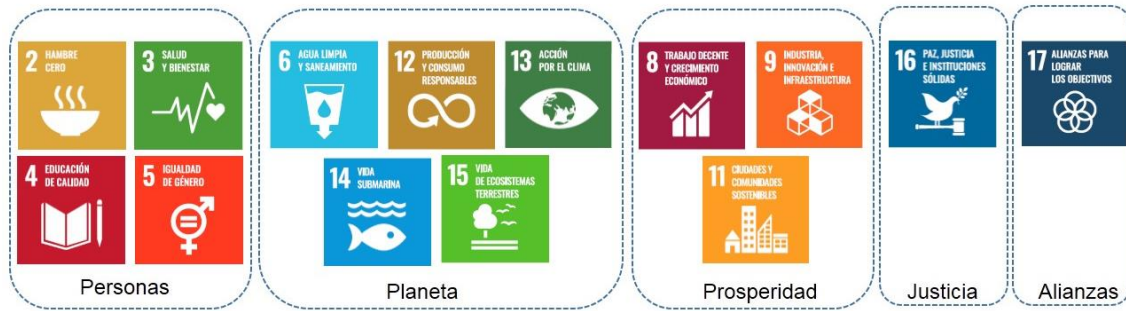 2 HAMBRE
CERO
3 SALUD
Y BIENESTAR
4 EDUCACIÓN
DE CALIDAD
5 IGUALDAD
DE GÉNERO
Personas
6 AGUA LIMPIA
Y SANEAMIENTO
12 PRODUCCIÓN
Y CONSUMO
RESPONSABLES
13 ACCIÓN
POR EL CLIMA
14 VIDA
SUBMARINA
15 VIDA
DE ECOSISTEMAS
TERRESTRES
Planeta
8 TRABAJO DECENTE
Y CRECIMIENTO
ECONÓMICO
9 INDUSTRIA,
INNOVACIÓN E
INFRAESTRUCTURA
11 CIUDADES Y
COMUNIDADES
SOSTENIBLES
Prosperidad
16 PAZ, JUSTICIA
E INSTITUCIONES
SÓLIDAS
Justicia
17 ALIANZAS PARA
LOGRAR
LOS OBJECTIVOS
Alianzas